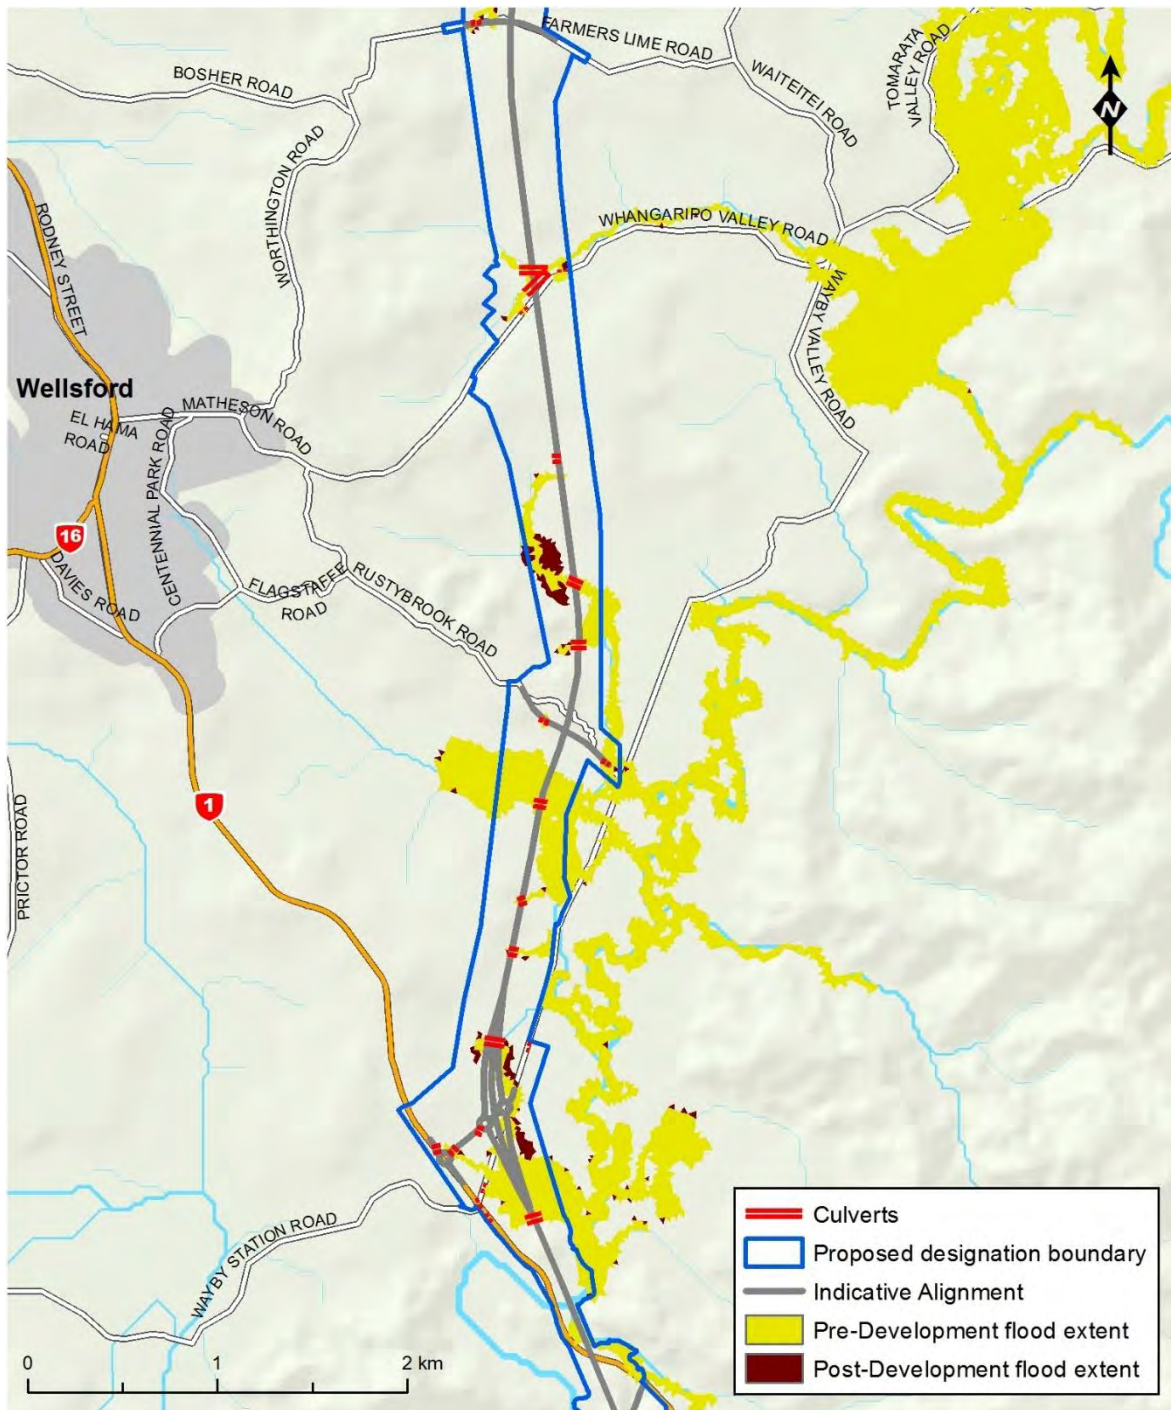 FARMERS LIME ROAD
BOSHER ROAD
WAITEITEI ROAD
TOMARATA
VALLEY ROAD
N
WORTHINGTON ROAD
RODNEY STREET
WHANGARIPO VALLEY ROAD
WAYBY VALLEY ROAD
Wellsford
EL HAMA
ROAD
MATHESON ROAD
CENTENNIAL PARK ROAD
16
DAVIES ROAD
FLAGSTAFFE
ROAD
RUSTYBROOK ROAD
1
PRICTOR ROAD
WAYBY STATION ROAD
0 1 2 km
Culverts
Proposed designation boundary
Indicative Alignment
Pre-Development flood extent
Post-Development flood extent